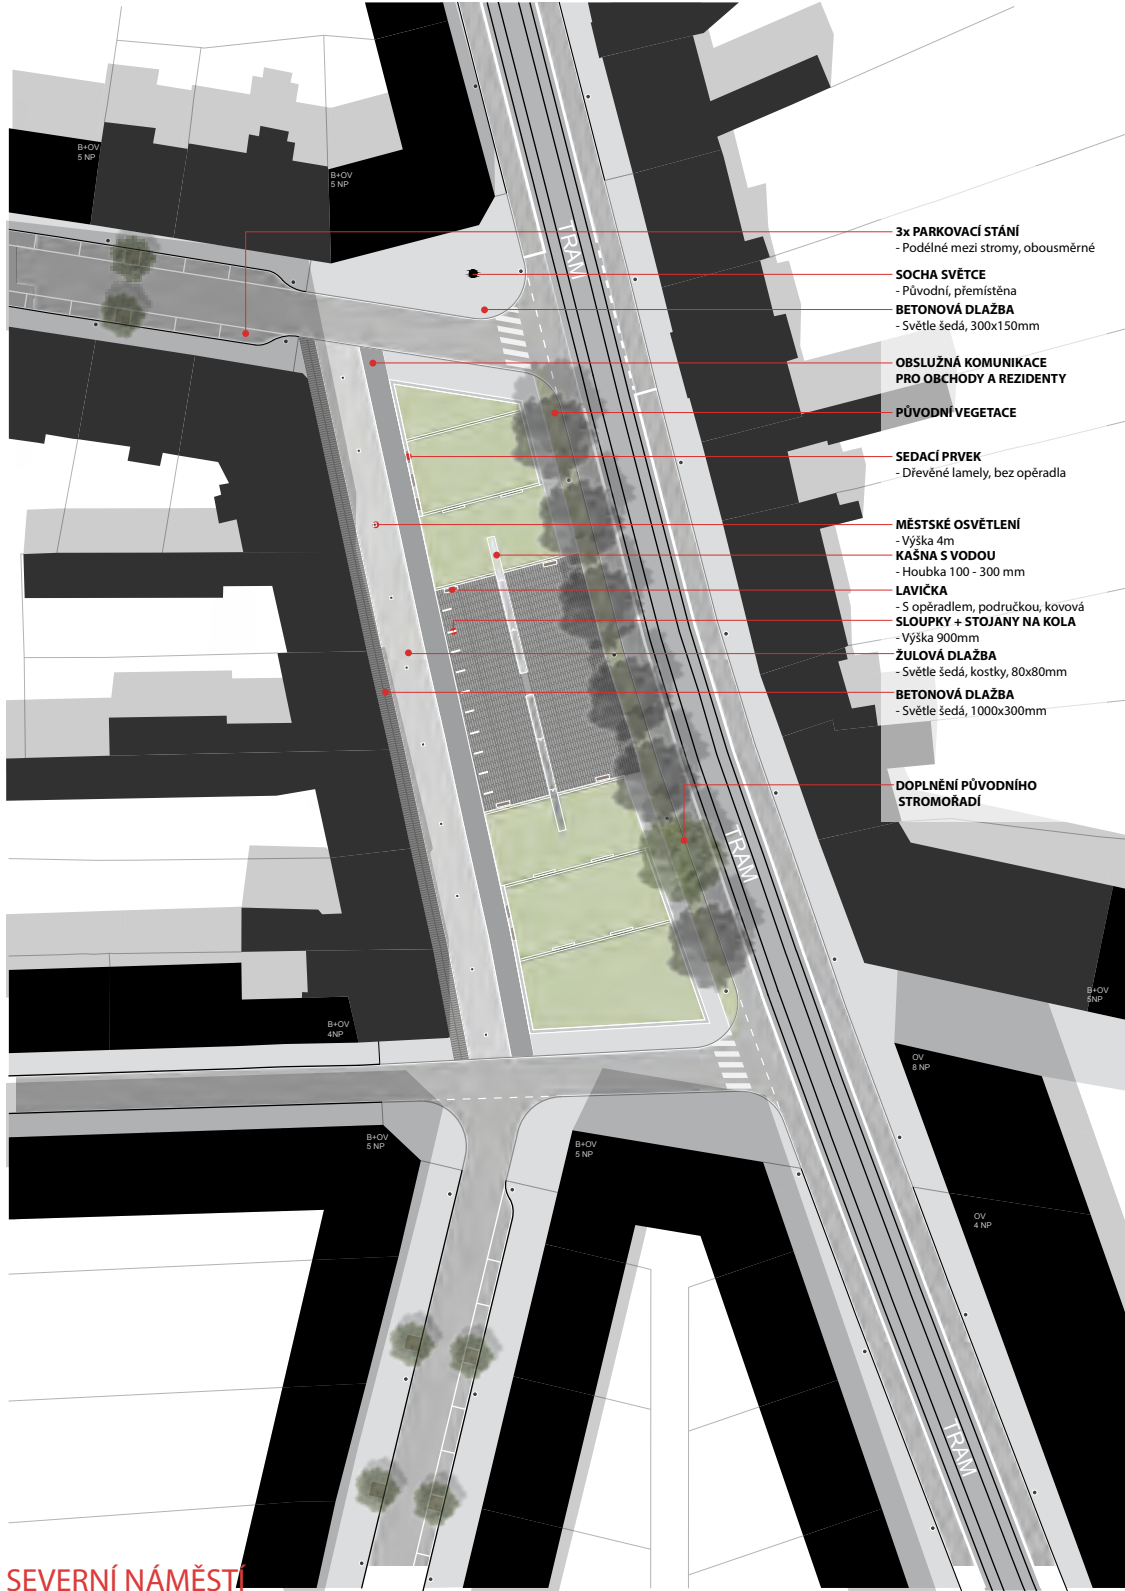 B+OV
5 NP
B+OV
5 NP
TRAM
3x PARKOVACÍ STÁNÍ
- Podélné mezi stromy, obousměrné
SOCHA SVĚTCE
- Původní, přemístěna
BETONOVÁ DLAŽBA
- Světle šedá, 300x150mm
OBSLUŽNÁ KOMUNIKACE
PRO OBCHODY A REZIDENTY
PŮVODNÍ VEGETACE
SEDACÍ PRVEK
- Dřevěné lamely, bez opěradla
MĚSTSKÉ OSVĚTLENÍ
- Výška 4m
KAŠNA S VODOU
- Houbka 100 - 300 mm
LAVIČKA
- S opěradlem, područkou, kovová
SLOUPKY + STOJANY NA KOLA
- Výška 900mm
ŽULOVÁ DLAŽBA
- Světle šedá, kostky, 80x80mm
BETONOVÁ DLAŽBA
- Světle šedá, 1000x300mm
DOPLNĚNÍ PŮVODNÍHO
STROMOŘADÍ
TRAM
B+OV
5NP
B+OV
4NP
OV
8 NP
B+OV
5 NP
B+OV
5 NP
OV
4 NP
TRAM
SEVERNÍ NÁMĚSTÍ